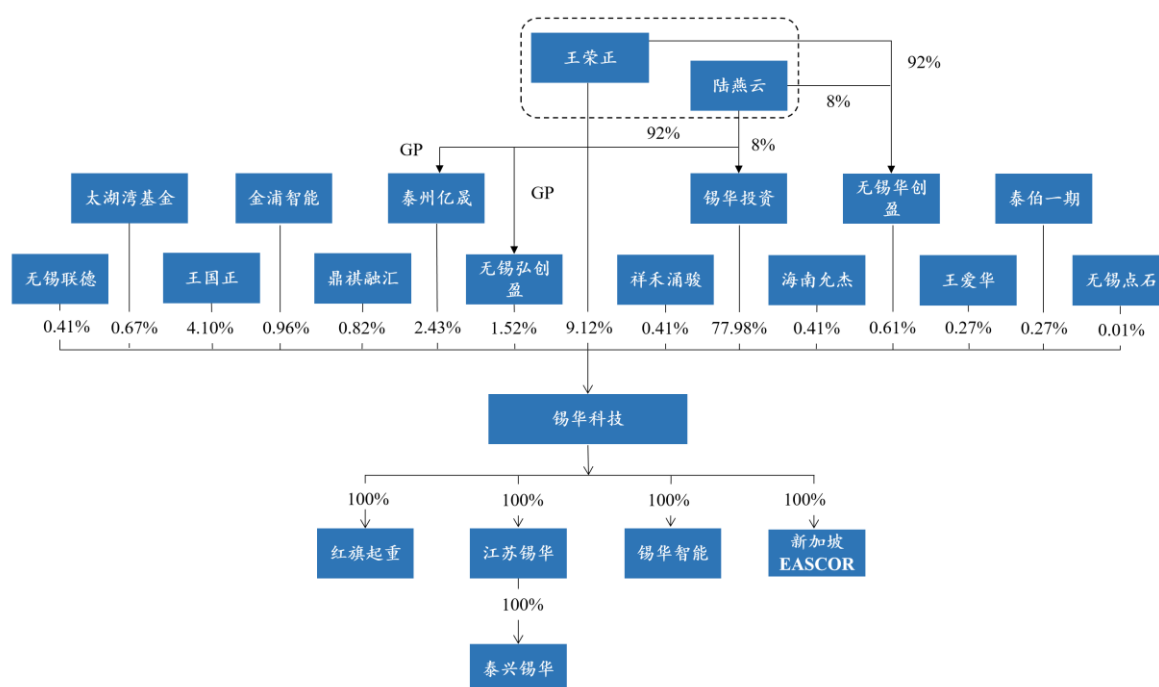 王荣正
92%
陆燕云
8%
92%
8%
GP
GP
太湖湾基金
金浦智能
泰州亿晟
锡华投资
无锡华创
盈
泰伯一期
无锡联德
王国正
鼎祺融汇
无锡弘创
盈
祥禾涌骏
海南允杰
王爱华
无锡点石
0.41%
0.67%
4.10%
0.96%
0.82%
2.43%
1.52%
9.12%
0.41%
77.98%
0.41%
0.61%
0.27%
0.27%
0.01%
锡华科技
100%
100%
100%
100%
红旗起重
江苏锡华
锡华智能
新加坡
EASCOR
100%
泰兴锡华